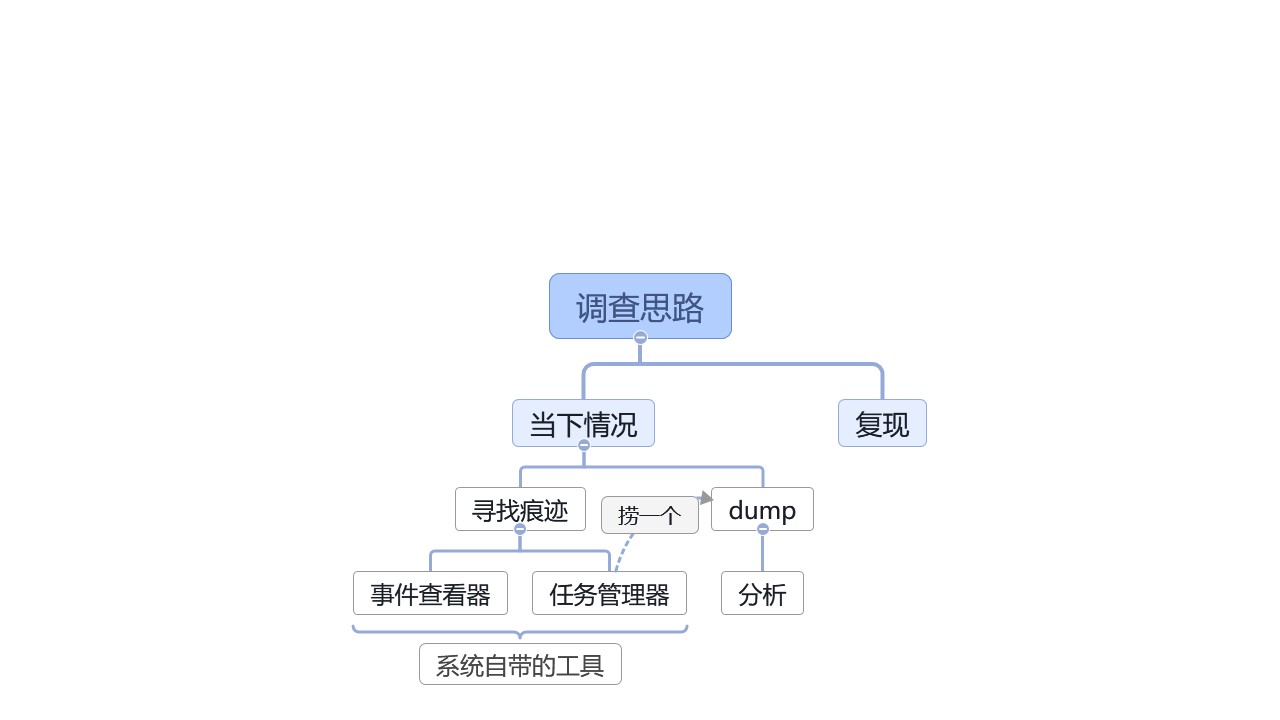 调查思路
当下情况
复现
寻找痕迹
捞一个
dump
事件查看器
任务管理器
分析
系统自带的工具